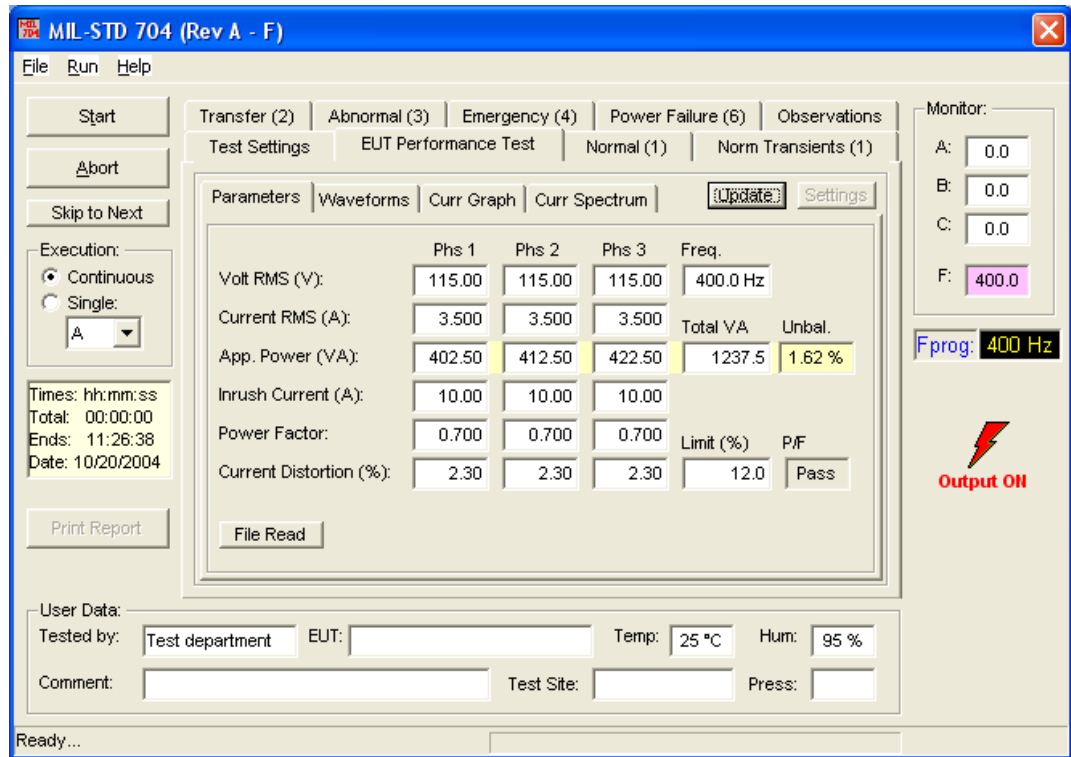 MIL 704 MIL-STD 704 (Rev A - F)
File Run Help
Start
Abort
Skip to Next
Execution:
Continuous
Single:
A
Times: hh:mm:ss
Total: 00:00:00
Ends: 11:26:38
Date: 10/20/2004
Print Report
Transfer (2) Abnormal (3) Emergency (4) Power Failure (6) Observations
Test Settings EUT Performance Test Normal (1) Norm Transients (1)
Parameters Waveforms Curr Graph Curr Spectrum Update Settings
Phs 1 Phs 2 Phs 3 Freq.
Volt RMS (V): 115.00 115.00 115.00 400.0 Hz
Current RMS (A): 3.500 3.500 3.500 Total VA Unbal.
App. Power (VA): 402.50 412.50 422.50 1237.5 1.62 %
Inrush Current (A): 10.00 10.00 10.00
Power Factor: 0.700 0.700 0.700 Limit (%) P/F
Current Distortion (%): 2.30 2.30 2.30 12.0 Pass
File Read
Monitor:
A: 0.0
B: 0.0
C: 0.0
F: 400.0
Fprog: 400 Hz
Output ON
User Data:
Tested by: Test department EUT: Temp: 25 °C Hum: 95 %
Comment: Test Site: Press:
Ready...